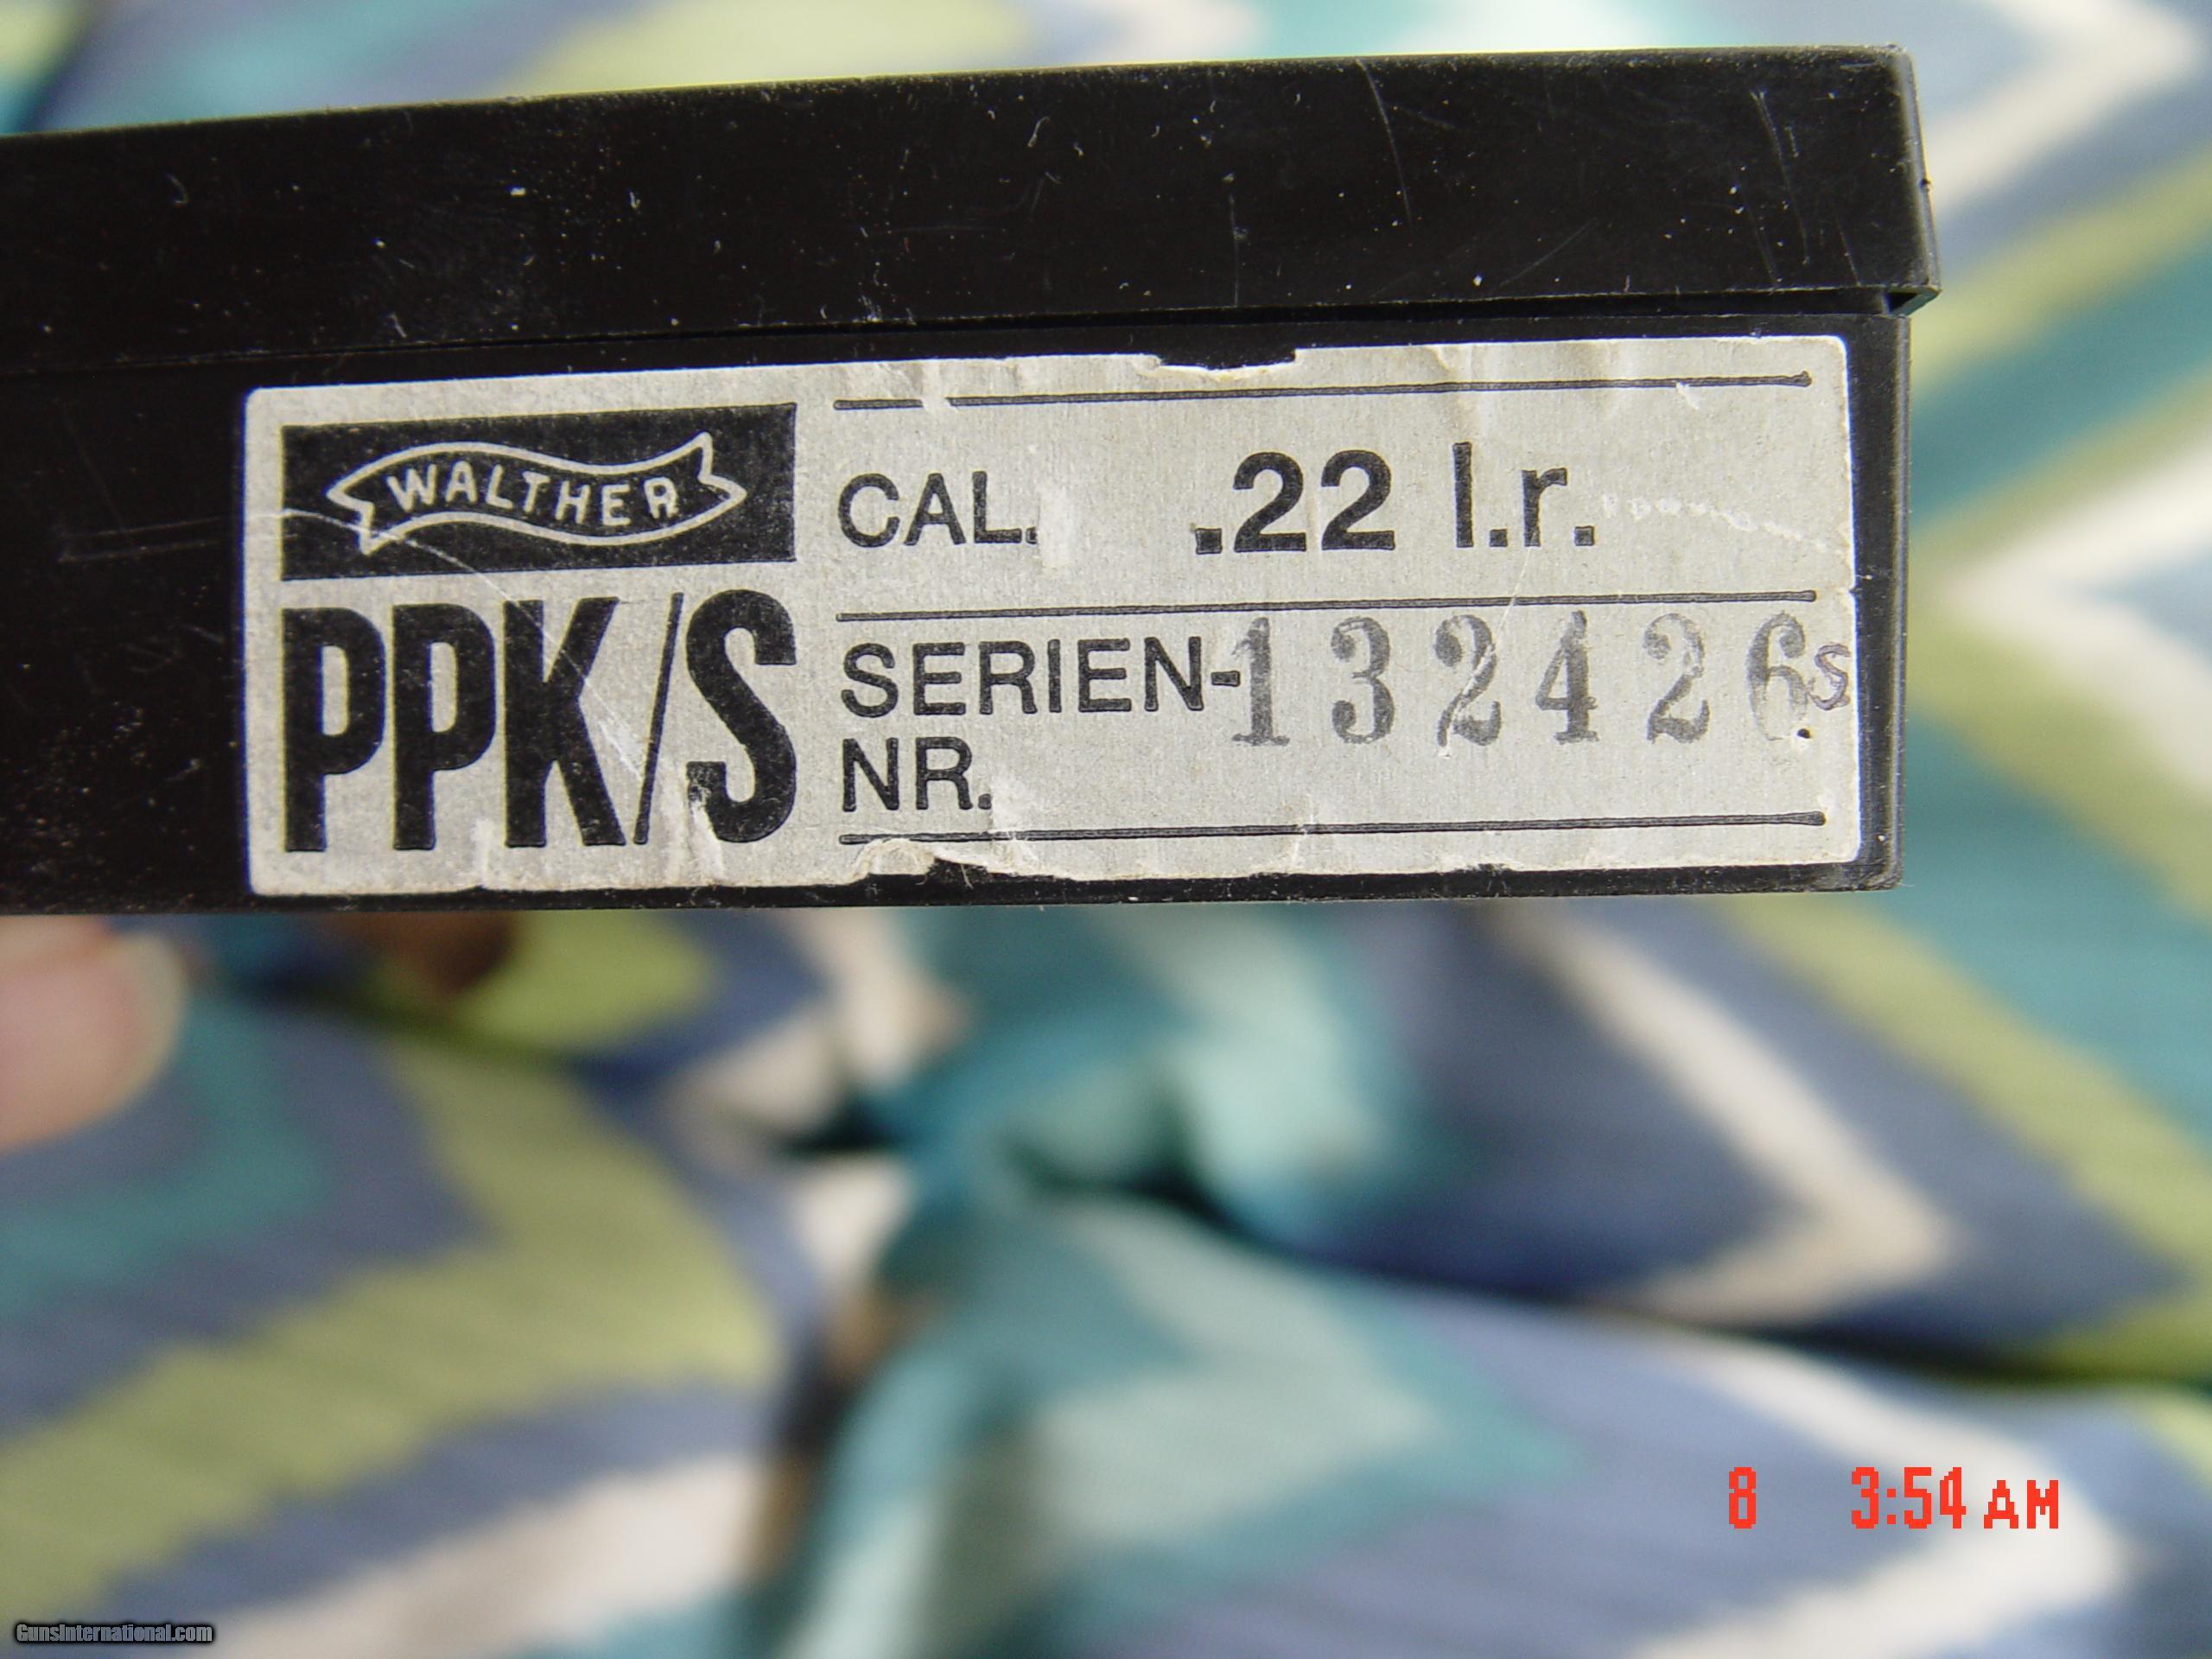 WALTHER
PPK/S
CAL. .22 l.r.
SERIEN- 132426s
NR.
8 3:54 AM
GunsInternational.com